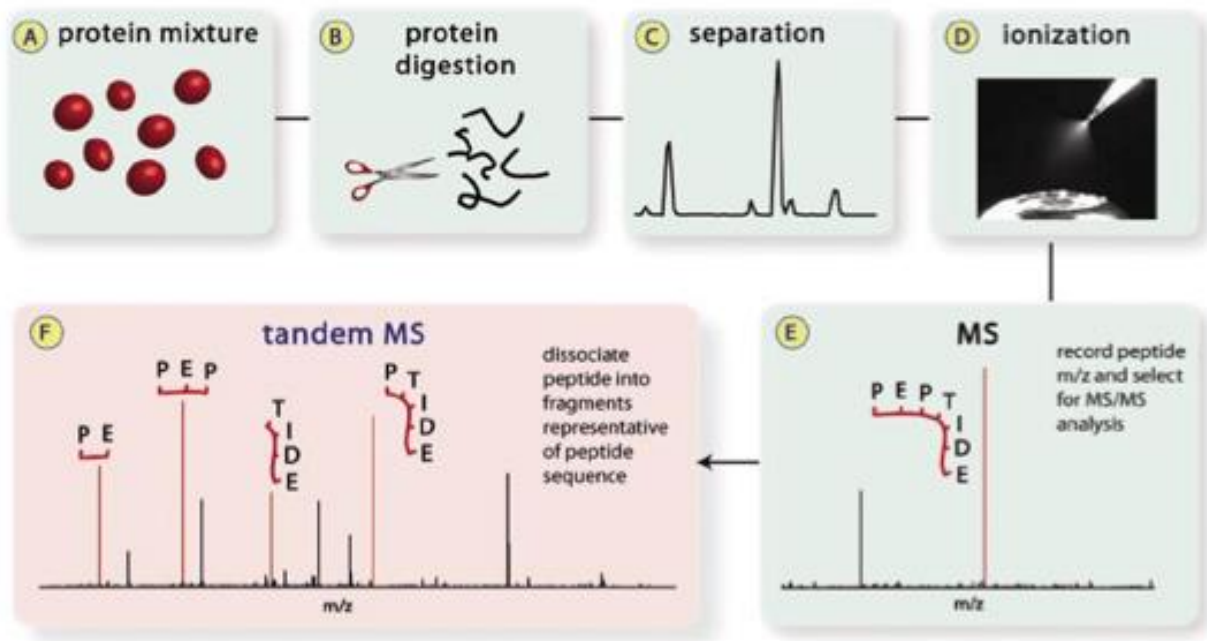 A protein mixture
B protein
digestion
C separation
D ionization
E MS
record peptide
m/z and select
for MS/MS
analysis
P E P T
I
D
E
m/z
F tandem MS
dissociate
peptide into
fragments
representative
of peptide
sequence
P E
P E P
T
I
D
E
P T
I
D
E
m/z